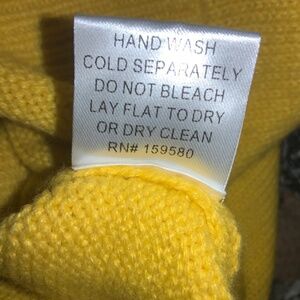 HAND WASH
COLD SEPARATELY
DO NOT BLEACH
LAY FLAT TO DRY
OR DRY CLEAN
RN# 159580